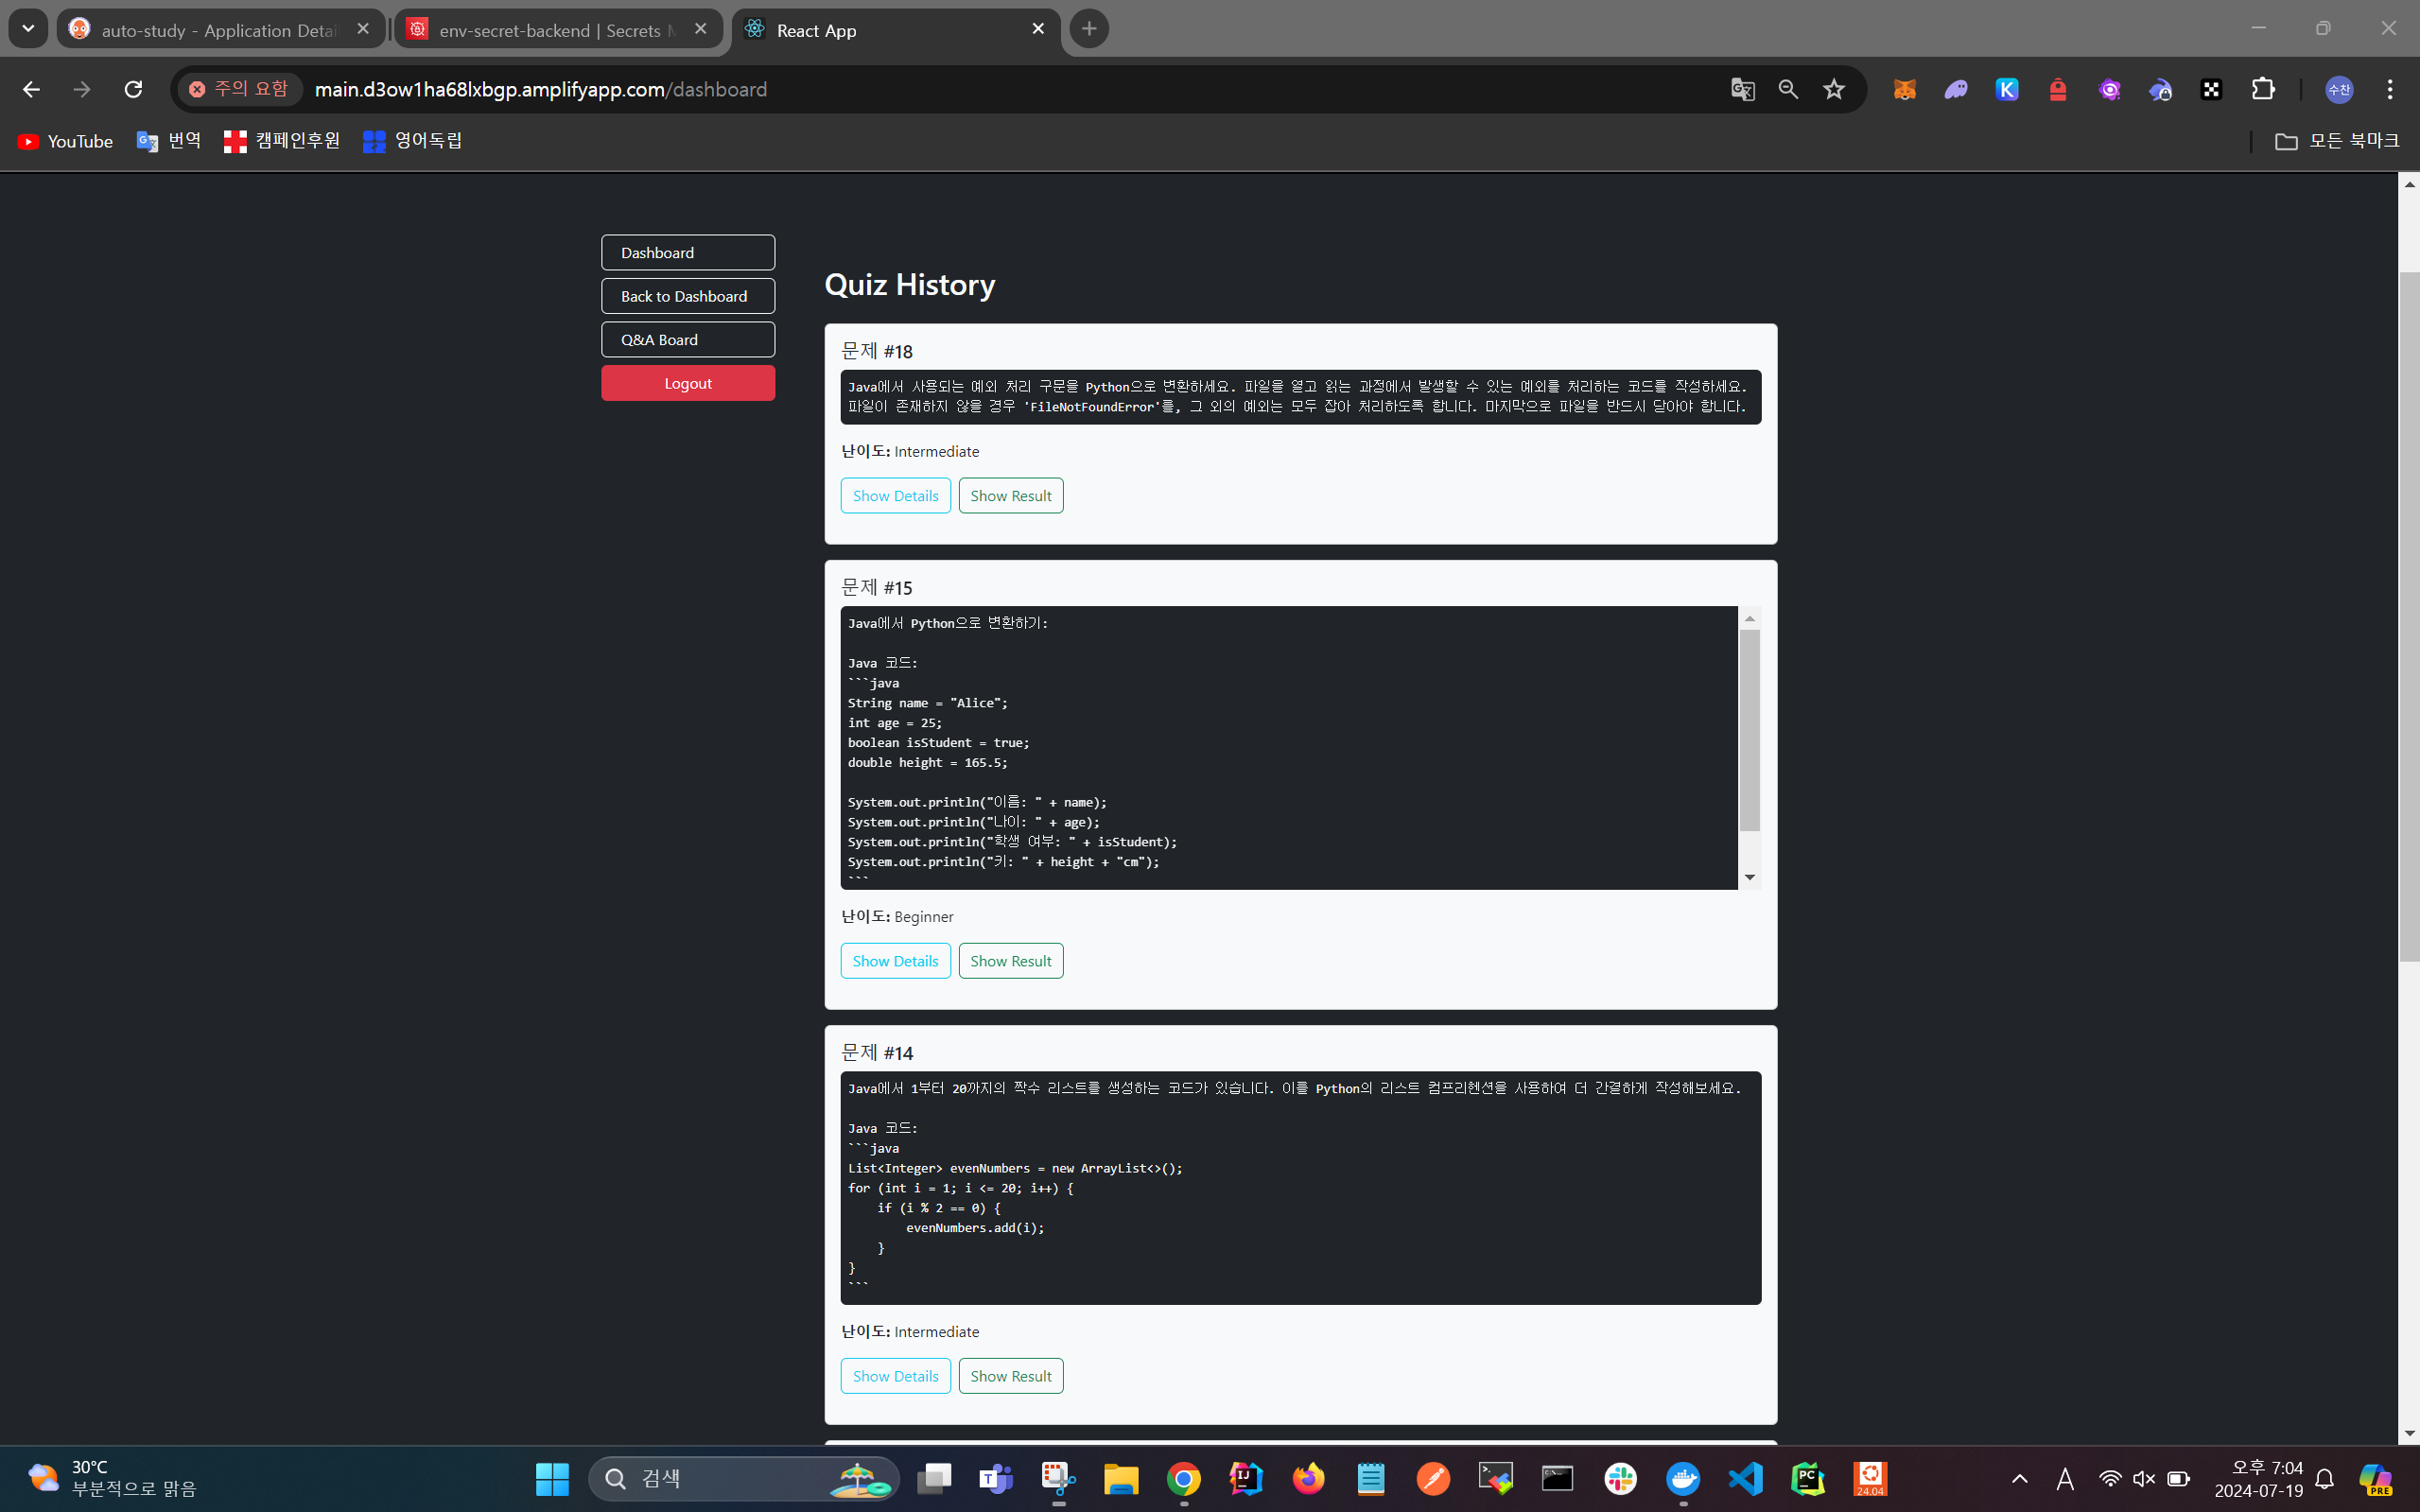 auto-study - Application Detai
env-secret-backend | Secrets M
React App
주의 요함
main.d3ow1ha68lxbgp.amplifyapp.com/dashboard
수찬
YouTube
번역
캠페인후원
영어독립
모든 북마크
Dashboard
Back to Dashboard
Q&A Board
Logout
Quiz History
문제 #18
Java에서 사용되는 예외 처리 구문을 Python으로 변환하세요. 파일을 열고 읽는 과정에서 발생할 수 있는 예외를 처리하는 코드를 작성하세요.
파일이 존재하지 않을 경우 'FileNotFoundError'를, 그 외의 예외는 모두 잡아 처리하도록 합니다. 마지막으로 파일을 반드시 닫아야 합니다.
난이도: Intermediate
Show Details
Show Result
문제 #15
Java에서 Python으로 변환하기:
Java 코드:
```java
String name = "Alice";
int age = 25;
boolean isStudent = true;
double height = 165.5;
System.out.println("이름: " + name);
System.out.println("나이: " + age);
System.out.println("학생 여부: " + isStudent);
System.out.println("키: " + height + "cm");
```
난이도: Beginner
Show Details
Show Result
문제 #14
Java에서 1부터 20까지의 짝수 리스트를 생성하는 코드가 있습니다. 이를 Python의 리스트 컴프리헨션을 사용하여 더 간결하게 작성해보세요.
Java 코드:
```java
List<Integer> evenNumbers = new ArrayList<>();
for (int i = 1; i <= 20; i++) {
    if (i % 2 == 0) {
        evenNumbers.add(i);
    }
}
```
난이도: Intermediate
Show Details
Show Result
30°C
부분적으로 맑음
검색
24.04
A
오후 7:04
2024-07-19
PRE